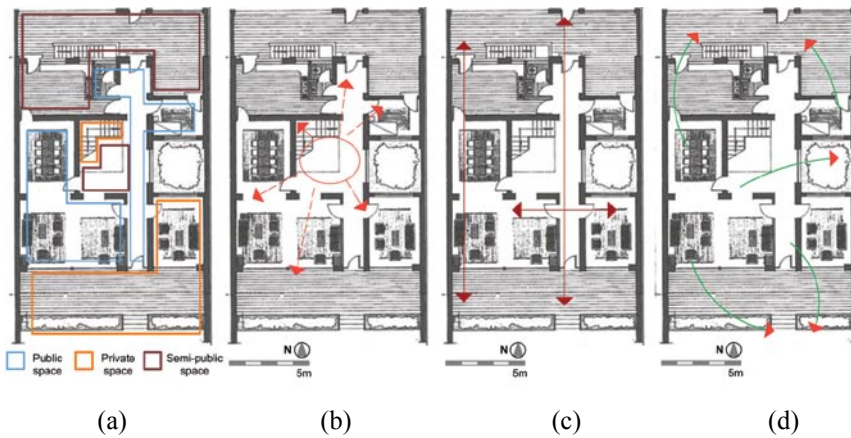 Public space
Private space
Semi-public space
N
5m
N
5m
N
5m
(a)
(b)
(c)
(d)